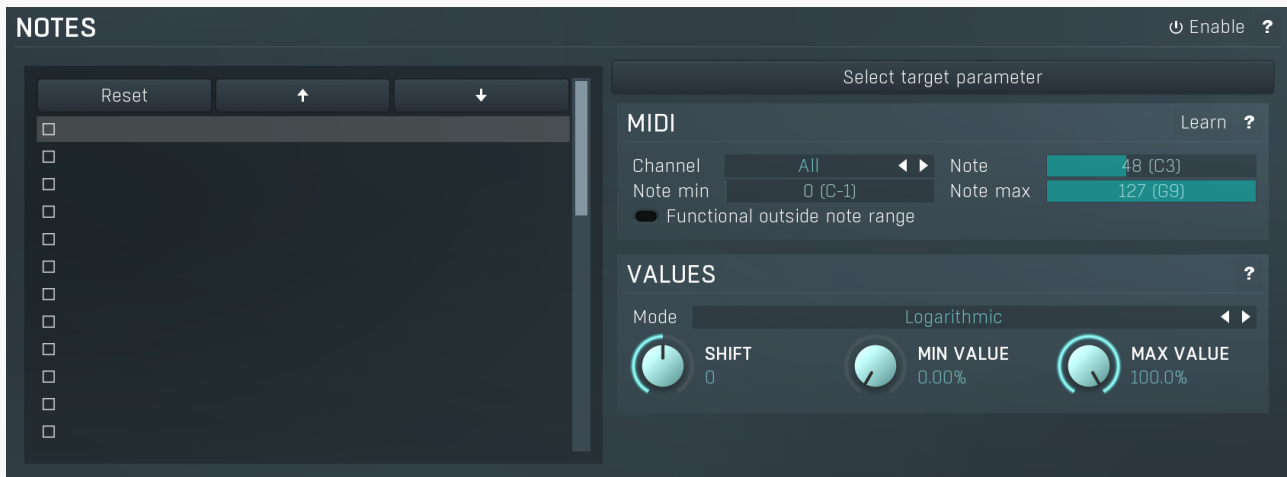 NOTES
Enable ?
Reset
Select target parameter
MIDI
Learn ?
Channel All Note 48 (C3)
Note min 0 (C-1) Note max 127 (G9)
Functional outside note range
VALUES
?
Mode Logarithmic
SHIFT MIN VALUE MAX VALUE
0 0.00% 100.0%